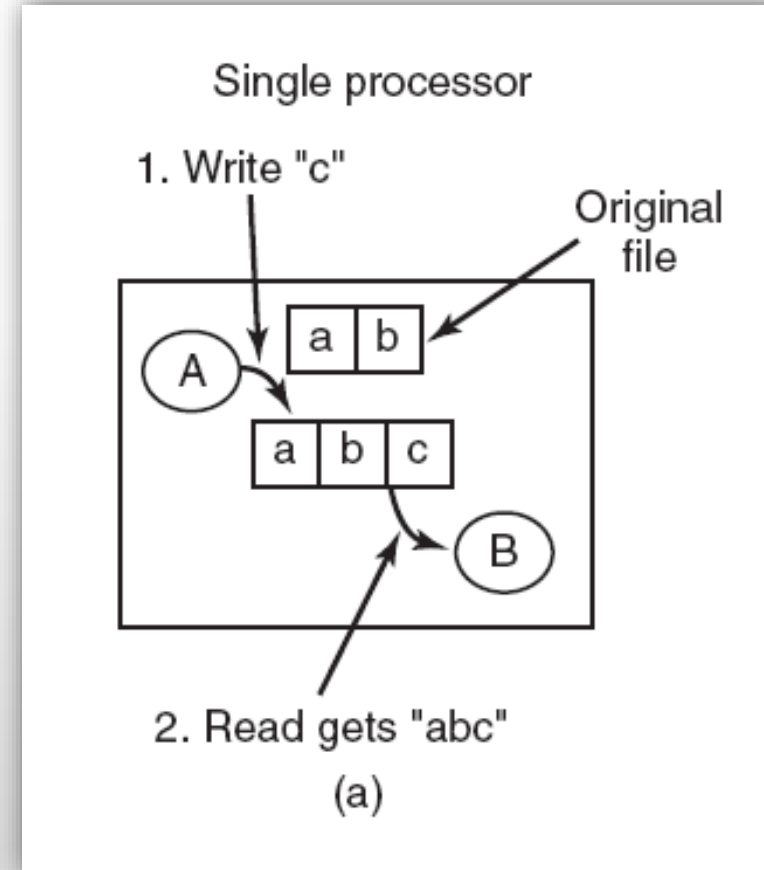 Single processor
1. Write "c"
Original
file
a b
A
a b c
B
2. Read gets "abc"
(a)